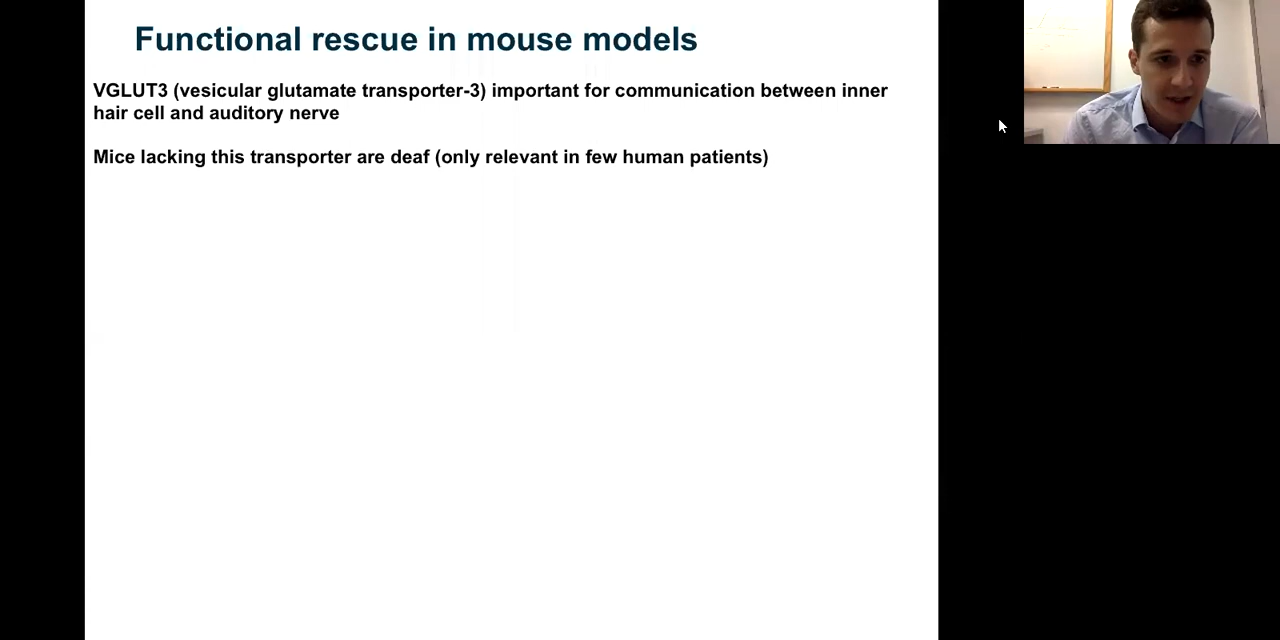 Functional rescue in mouse models
VGLUT3 (vesicular glutamate transporter-3) important for communication between inner
hair cell and auditory nerve
Mice lacking this transporter are deaf (only relevant in few human patients)